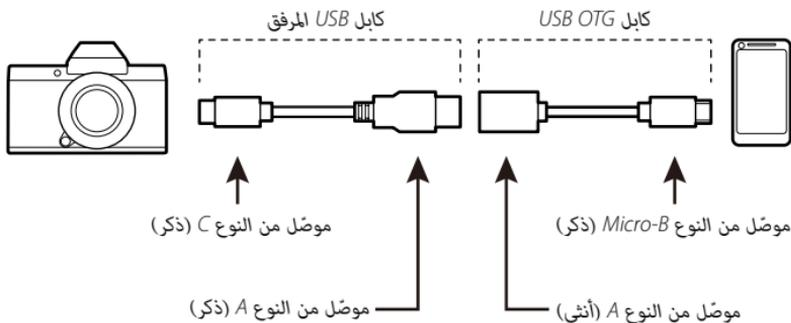 كابل USB OTG
كابل USB المرفق
موصّل من النوع Micro-B (ذكر)
موصّل من النوع C (ذكر)
موصّل من النوع A (أنثى)
موصّل من النوع A (ذكر)